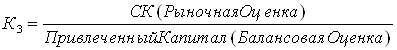 К₃ = СК(РыночнаяОценка)
ПривлеченныйКапитал(БалансоваяОценка)